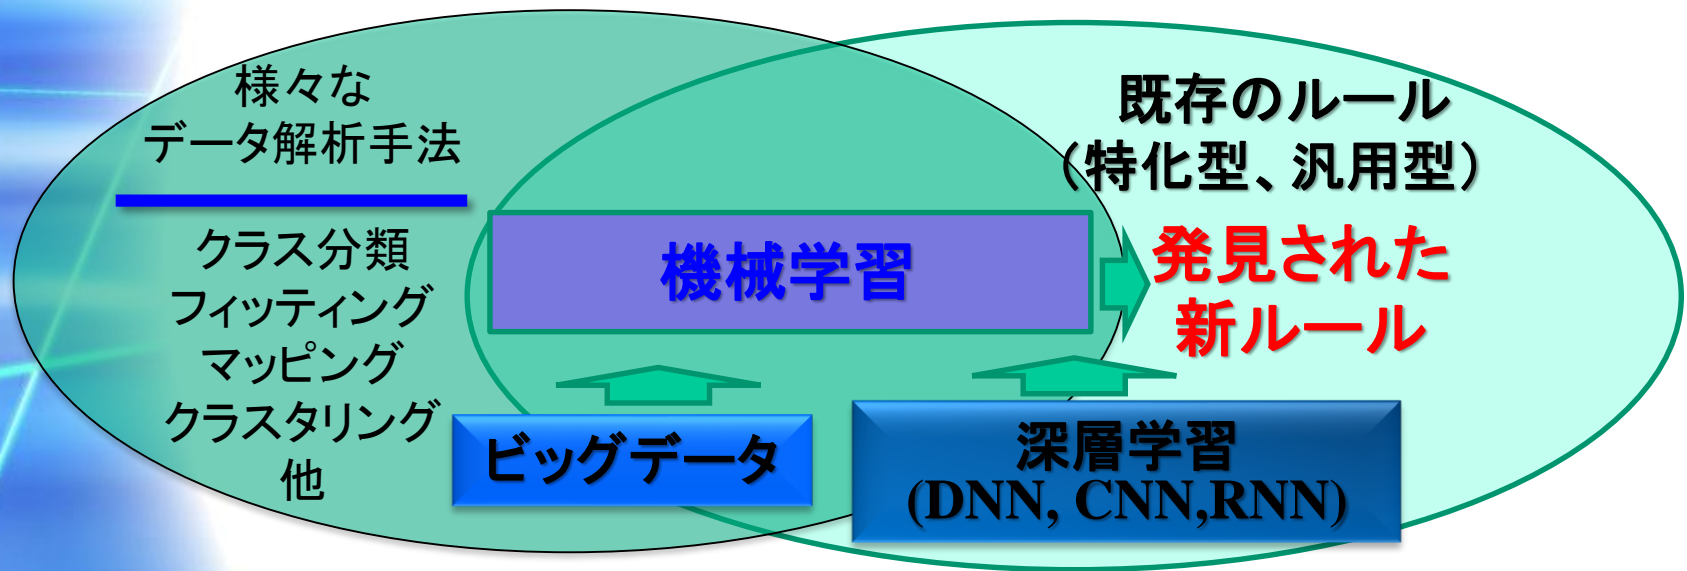 様々な
データ解析手法
クラス分類
フィッティング
マッピング
クラスタリング
他
機械学習
ビッグデータ
既存のルール
（特化型、汎用型）
発見された
新ルール
深層学習
(DNN, CNN,RNN)